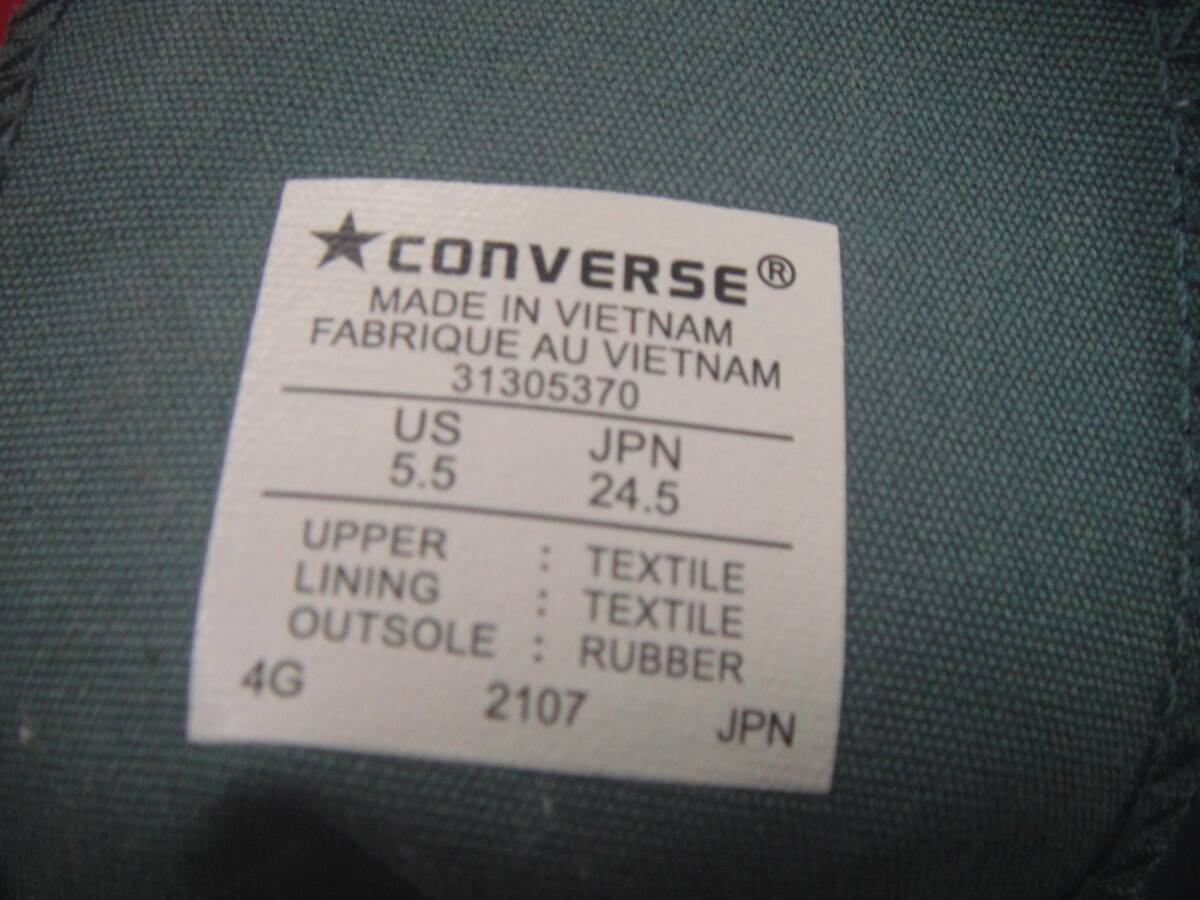 ★CONVERSE®
MADE IN VIETNAM
FABRIQUE AU VIETNAM
31305370
US JPN
5.5 24.5
UPPER : TEXTILE
LINING : TEXTILE
OUTSOLE : RUBBER
4G 2107 JPN